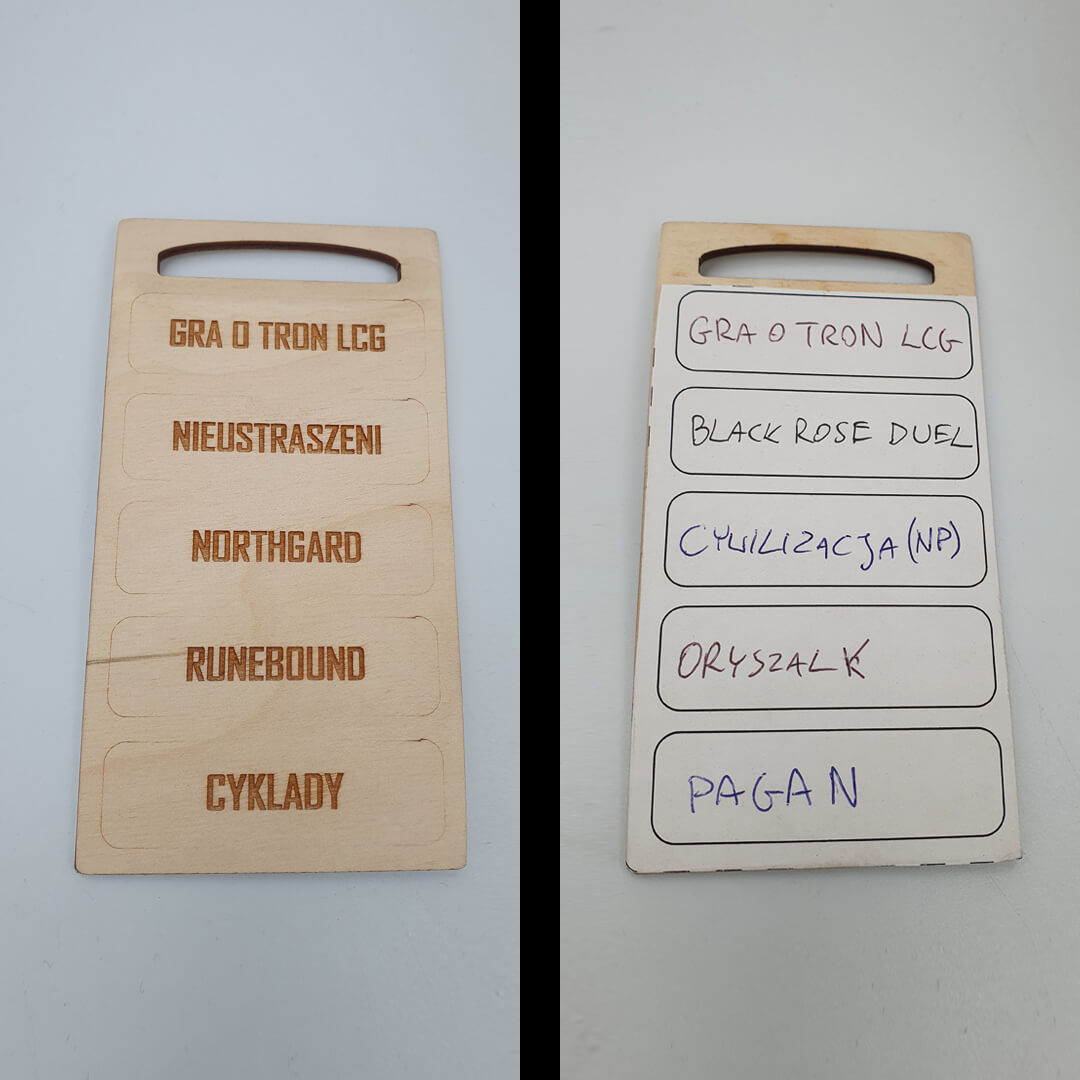 GRA O TRON LCG
NIEUSTRASZENI
NORTHGARD
RUNEBOUND
CYKLADY
GRA O TRON LCG
BLACK ROSE DUEL
CYWILIZACJA (NP)
ORYSZALK
PAGAN